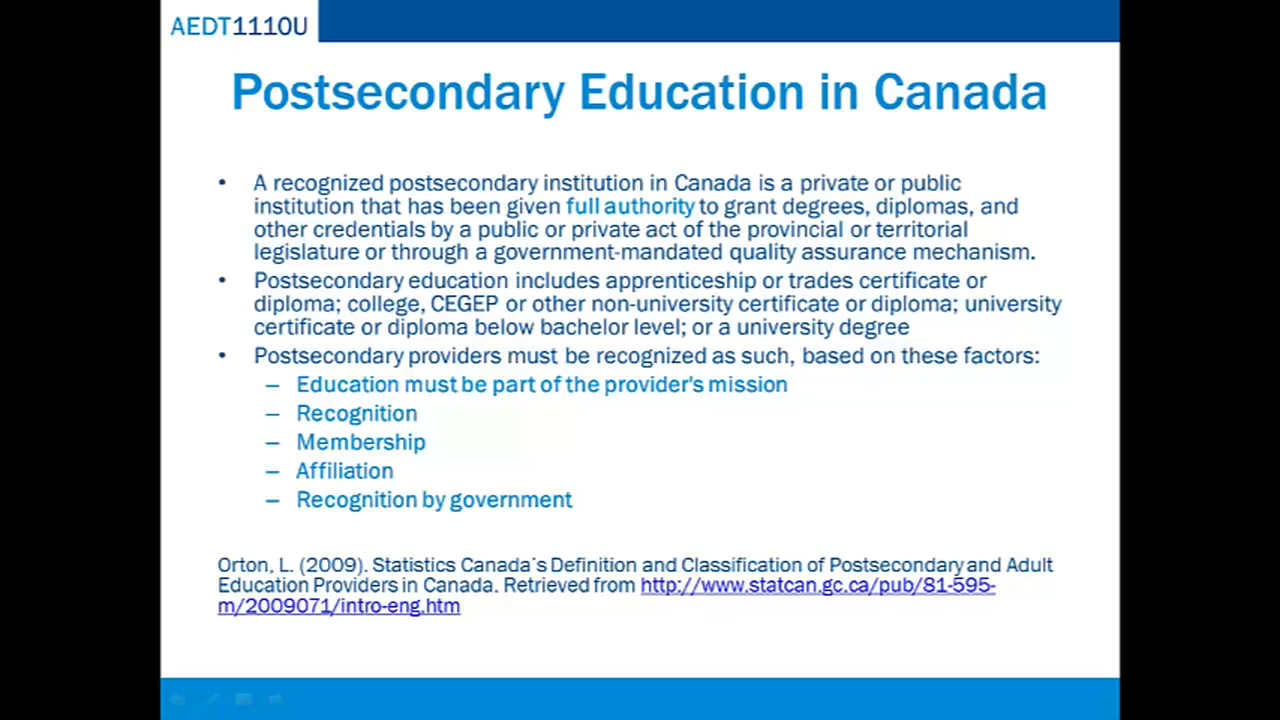 AEDT1110U
Postsecondary Education in Canada
• A recognized postsecondary institution in Canada is a private or public
institution that has been given full authority to grant degrees, diplomas, and
other credentials by a public or private act of the provincial or territorial
legislature or through a government-mandated quality assurance mechanism.
• Postsecondary education includes apprenticeship or trades certificate or
diploma; college, CEGEP or other non-university certificate or diploma; university
certificate or diploma below bachelor level; or a university degree
• Postsecondary providers must be recognized as such, based on these factors:
– Education must be part of the provider's mission
– Recognition
– Membership
– Affiliation
– Recognition by government
Orton, L. (2009). Statistics Canada's Definition and Classification of Postsecondary and Adult
Education Providers in Canada. Retrieved from http://www.statcan.gc.ca/pub/81-595-
m/2009071/intro-eng.htm